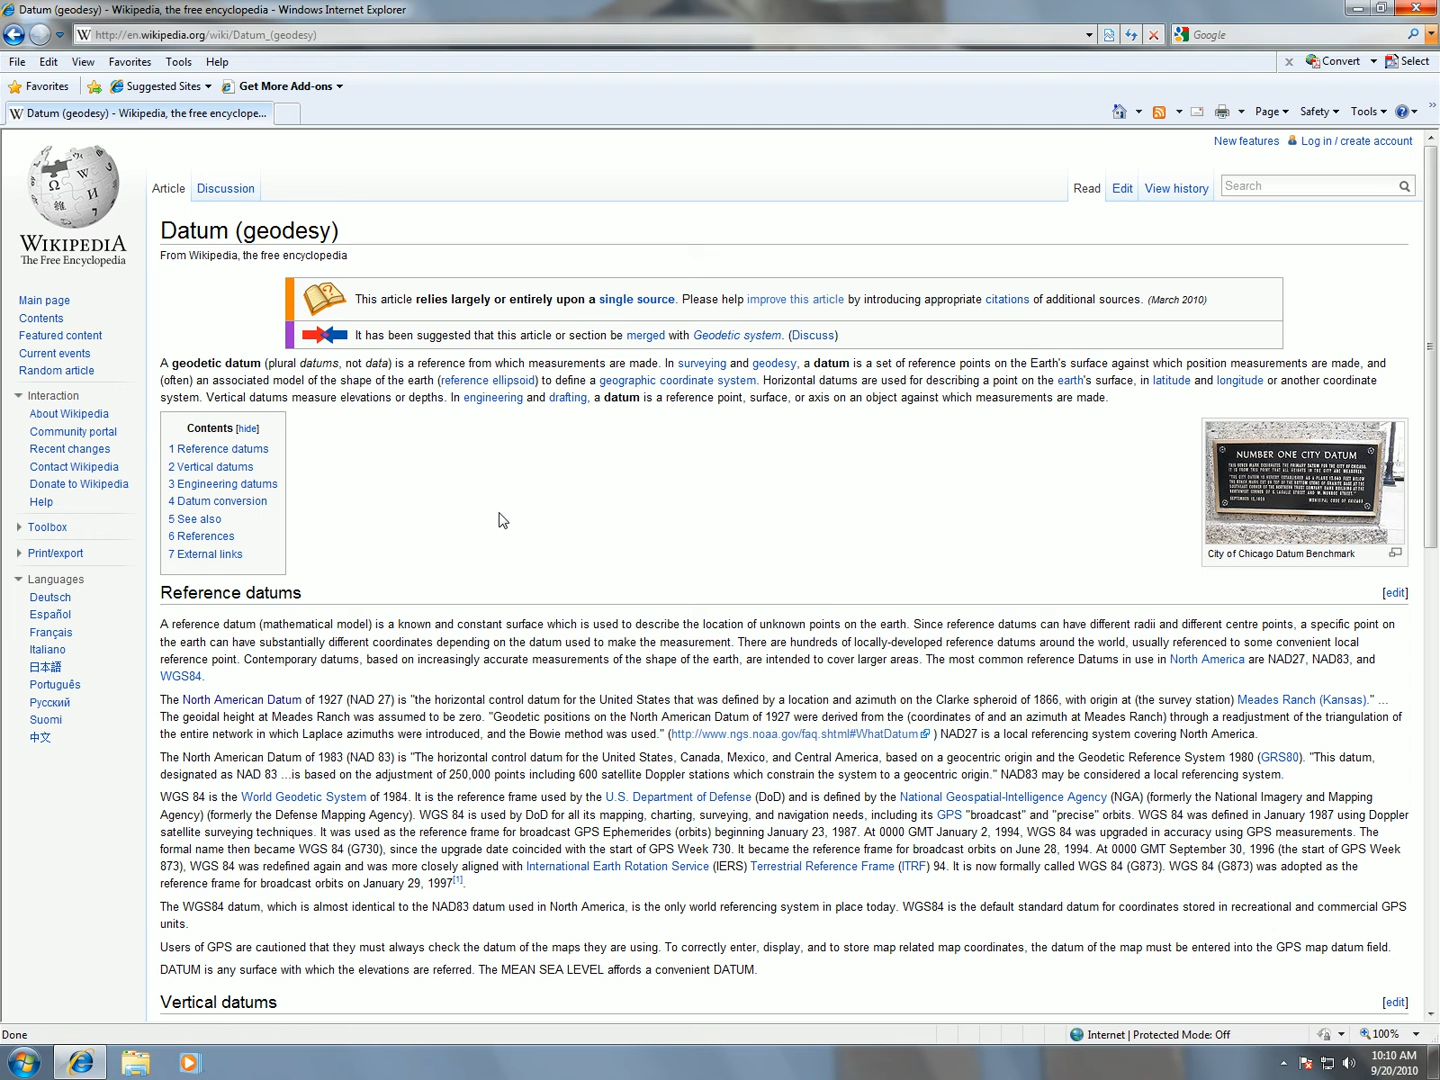 Datum (geodesy) - Wikipedia, the free encyclopedia - Windows Internet Explorer
http://en.wikipedia.org/wiki/Datum_(geodesy)
Google
File Edit View Favorites Tools Help
Convert Select
Favorites Suggested Sites Get More Add-ons
Datum (geodesy) - Wikipedia, the free encyclope...
Page Safety Tools
New features Log in / create account
Article Discussion
Read Edit View history Search
WIKIPEDIA
The Free Encyclopedia
Main page
Contents
Featured content
Current events
Random article
Interaction
About Wikipedia
Community portal
Recent changes
Contact Wikipedia
Donate to Wikipedia
Help
Toolbox
Print/export
Languages
Deutsch
Español
Français
Italiano
日本語
Português
Русский
Suomi
中文
Datum (geodesy)
From Wikipedia, the free encyclopedia
This article relies largely or entirely upon a single source. Please help improve this article by introducing appropriate citations of additional sources. (March 2010)
It has been suggested that this article or section be merged with Geodetic system. (Discuss)
A geodetic datum (plural datums, not data) is a reference from which measurements are made. In surveying and geodesy, a datum is a set of reference points on the Earth's surface against which position measurements are made, and
(often) an associated model of the shape of the earth (reference ellipsoid) to define a geographic coordinate system. Horizontal datums are used for describing a point on the earth's surface, in latitude and longitude or another coordinate
system. Vertical datums measure elevations or depths. In engineering and drafting, a datum is a reference point, surface, or axis on an object against which measurements are made.
Contents [hide]
1 Reference datums
2 Vertical datums
3 Engineering datums
4 Datum conversion
5 See also
6 References
7 External links
NUMBER ONE CITY DATUM
City of Chicago Datum Benchmark
Reference datums [edit]
A reference datum (mathematical model) is a known and constant surface which is used to describe the location of unknown points on the earth. Since reference datums can have different radii and different centre points, a specific point on
the earth can have substantially different coordinates depending on the datum used to make the measurement. There are hundreds of locally-developed reference datums around the world, usually referenced to some convenient local
reference point. Contemporary datums, based on increasingly accurate measurements of the shape of the earth, are intended to cover larger areas. The most common reference Datums in use in North America are NAD27, NAD83, and
WGS84.
The North American Datum of 1927 (NAD 27) is "the horizontal control datum for the United States that was defined by a location and azimuth on the Clarke spheroid of 1866, with origin at (the survey station) Meades Ranch (Kansas)." ...
The geoidal height at Meades Ranch was assumed to be zero. "Geodetic positions on the North American Datum of 1927 were derived from the (coordinates of and an azimuth at Meades Ranch) through a readjustment of the triangulation of
the entire network in which Laplace azimuths were introduced, and the Bowie method was used." (http://www.ngs.noaa.gov/faq.shtml#WhatDatum ) NAD27 is a local referencing system covering North America.
The North American Datum of 1983 (NAD 83) is "The horizontal control datum for the United States, Canada, Mexico, and Central America, based on a geocentric origin and the Geodetic Reference System 1980 (GRS80). "This datum,
designated as NAD 83 ...is based on the adjustment of 250,000 points including 600 satellite Doppler stations which constrain the system to a geocentric origin." NAD83 may be considered a local referencing system.
WGS 84 is the World Geodetic System of 1984. It is the reference frame used by the U.S. Department of Defense (DoD) and is defined by the National Geospatial-Intelligence Agency (NGA) (formerly the National Imagery and Mapping
Agency) (formerly the Defense Mapping Agency). WGS 84 is used by DoD for all its mapping, charting, surveying, and navigation needs, including its GPS "broadcast" and "precise" orbits. WGS 84 was defined in January 1987 using Doppler
satellite surveying techniques. It was used as the reference frame for broadcast GPS Ephemerides (orbits) beginning January 23, 1987. At 0000 GMT January 2, 1994, WGS 84 was upgraded in accuracy using GPS measurements. The
formal name then became WGS 84 (G730), since the upgrade date coincided with the start of GPS Week 730. It became the reference frame for broadcast orbits on June 28, 1994. At 0000 GMT September 30, 1996 (the start of GPS Week
873), WGS 84 was redefined again and was more closely aligned with International Earth Rotation Service (IERS) Terrestrial Reference Frame (ITRF) 94. It is now formally called WGS 84 (G873). WGS 84 (G873) was adopted as the
reference frame for broadcast orbits on January 29, 1997[1].
The WGS84 datum, which is almost identical to the NAD83 datum used in North America, is the only world referencing system in place today. WGS84 is the default standard datum for coordinates stored in recreational and commercial GPS
units.
Users of GPS are cautioned that they must always check the datum of the maps they are using. To correctly enter, display, and to store map related map coordinates, the datum of the map must be entered into the GPS map datum field.
DATUM is any surface with which the elevations are referred. The MEAN SEA LEVEL affords a convenient DATUM.
Vertical datums [edit]
Done Internet | Protected Mode: Off 100%
10:10 AM
9/20/2010